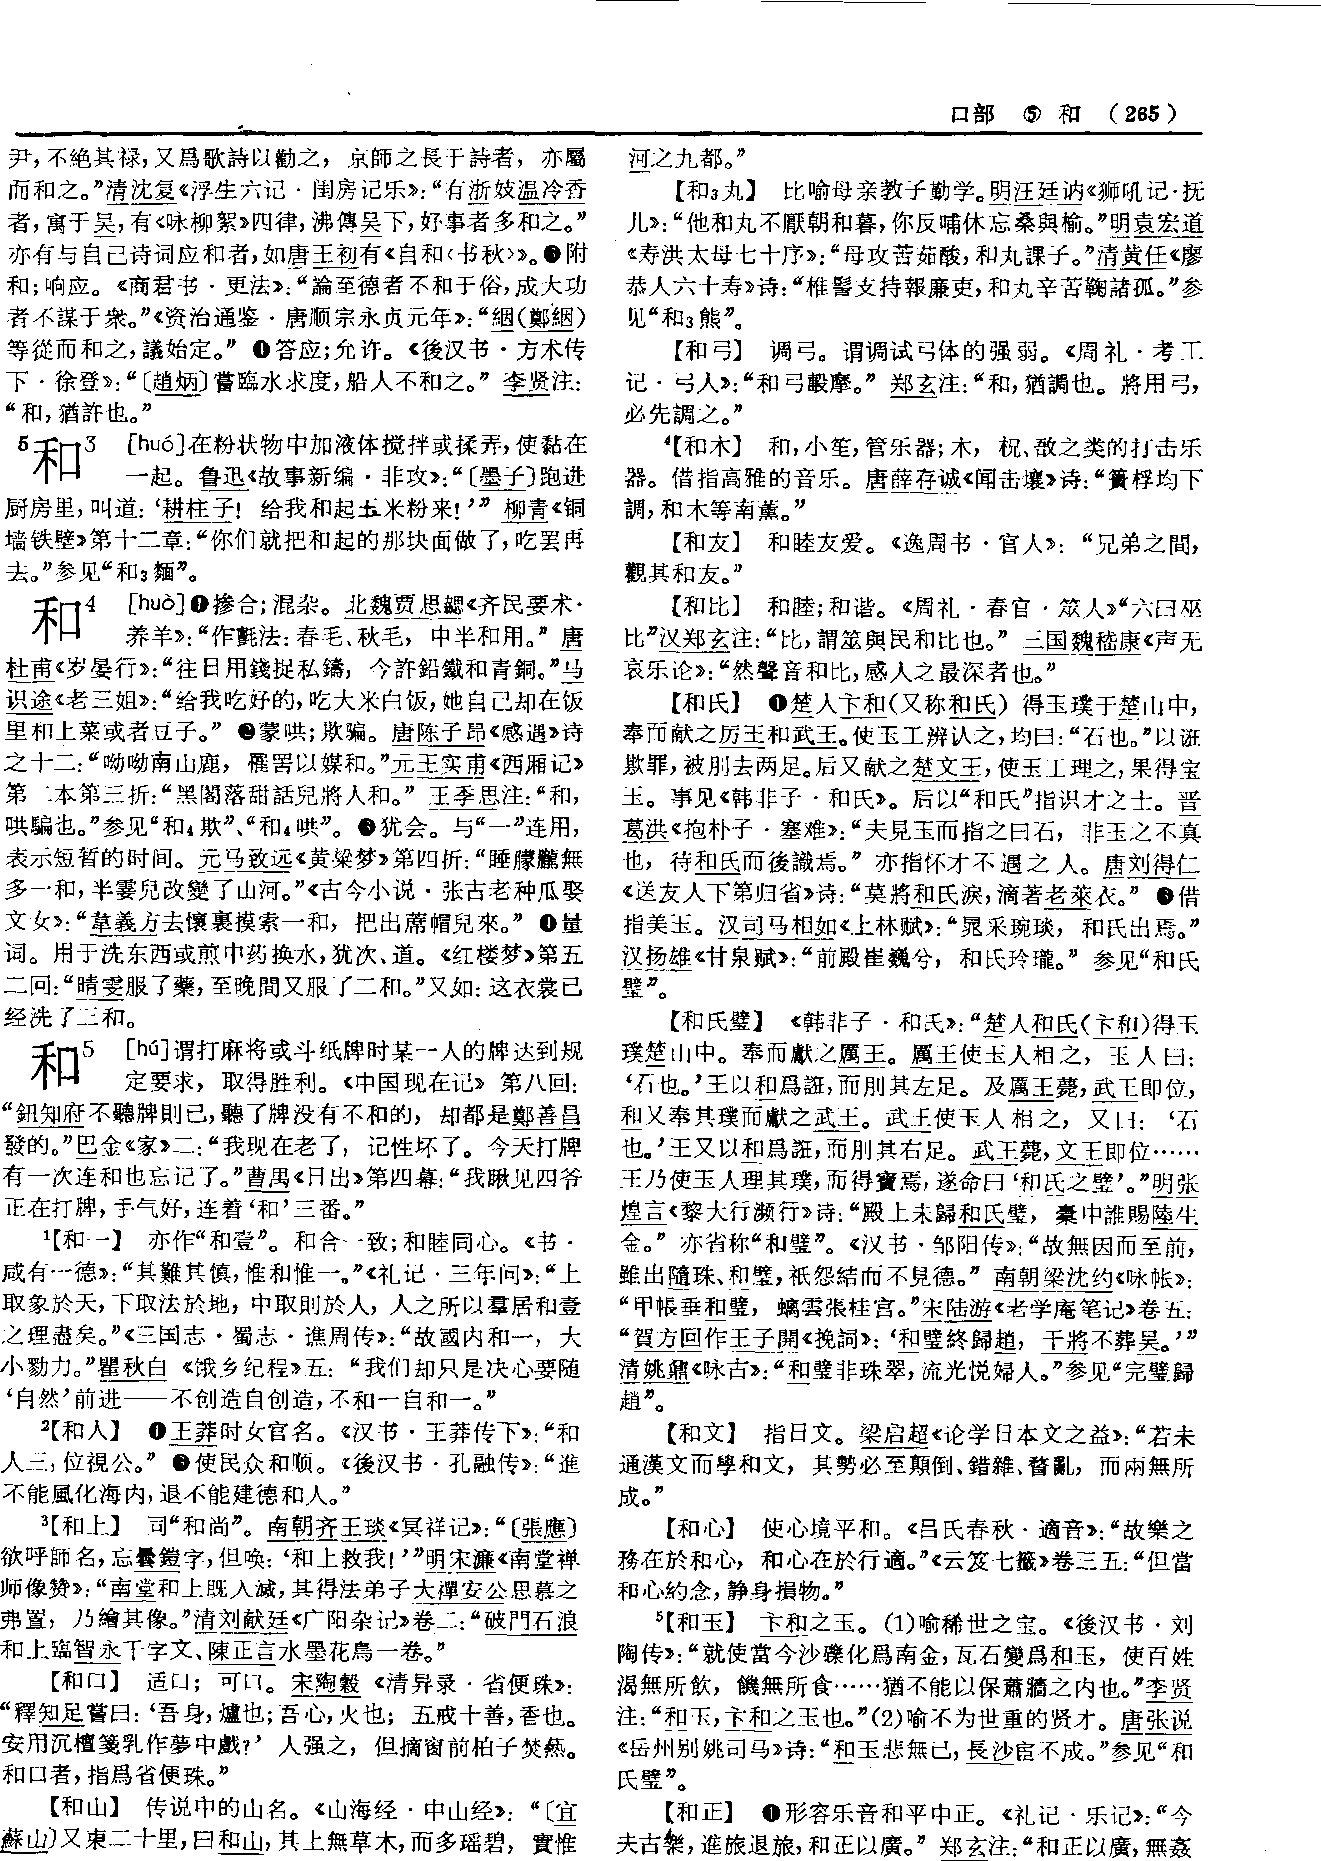 口部 ⑤ 和 （265）
尹，不絶其禄，又爲歌詩以勸之，京師之長于詩者，亦屬
而和之。”清沈复《浮生六记·闺房记乐》：“有浙妓温冷香
者，寓于吴，有《咏柳絮》四律，沸傳吴下，好事者多和之。”
亦有与自己诗词应和者，如唐王初有《自和〈书秋〉》。❸附
和；响应。《商君书·更法》：“論至德者不和于俗，成大功
者不謀于衆。”《资治通鉴·唐顺宗永贞元年》：“絪（鄭絪）
等從而和之，議始定。” ❹答应；允许。《後汉书·方术传
下·徐登》：“〔趙炳〕嘗臨水求度，船人不和之。” 李贤注：
“和，猶許也。”
5和3 ［huó］在粉状物中加液体搅拌或揉弄，使黏在
一起。鲁迅《故事新编·非攻》：“〔墨子〕跑进
厨房里，叫道：‘耕柱子！给我和起玉米粉来！’” 柳青《铜
墙铁壁》第十二章：“你们就把和起的那块面做了，吃罢再
去。”参见“和3麵”。
和4 ［huò］❶掺合；混杂。北魏贾思勰《齐民要术·
养羊》：“作氈法：春毛、秋毛，中半和用。” 唐
杜甫《岁晏行》：“往日用錢捉私鑄，今許鉛鐵和青銅。”马
识途《老三姐》：“给我吃好的，吃大米白饭，她自己却在饭
里和上菜或者豆子。” ❷蒙哄；欺骗。唐陈子昂《感遇》诗
之十二：“呦呦南山鹿，罹罟以媒和。”元王实甫《西厢记》
第二本第三折：“黑閣落甜話兒將人和。” 王季思注：“和，
哄騙也。”参见“和4欺”、“和4哄”。❸犹会。与“一”连用，
表示短暂的时间。元马致远《黄粱梦》第四折：“睡朦朧無
多一和，半霎兒改變了山河。”《古今小说·张古老种瓜娶
文女》：“韋義方去懷裏摸索一和，把出蓆帽兒來。” ❹量
词。用于洗东西或煎中药换水，犹次、道。《红楼梦》第五
二回：“晴雯服了藥，至晚間又服了二和。”又如：这衣裳已
经洗了三和。
和5 ［hú］谓打麻将或斗纸牌时某一人的牌达到规
定要求，取得胜利。《中国现在记》第八回：
“鈕知府不聽牌則已，聽了牌没有不和的，却都是鄭善昌
發的。”巴金《家》二：“我现在老了，记性坏了。今天打牌
有一次连和也忘记了。”曹禺《日出》第四幕：“我瞅见四爷
正在打牌，手气好，连着‘和’三番。”
1【和一】 亦作“和壹”。和合一致；和睦同心。《书·
咸有一德》：“其難其慎，惟和惟一。”《礼记·三年问》：“上
取象於天，下取法於地，中取則於人，人之所以羣居和壹
之理盡矣。”《三国志·蜀志·谯周传》：“故國内和一，大
小勠力。”瞿秋白《饿乡纪程》五：“我们却只是决心要随
‘自然’前进——不创造自创造，不和一自和一。”
2【和人】 ❶王莽时女官名。《汉书·王莽传下》：“和
人三，位視公。” ❷使民众和顺。《後汉书·孔融传》：“進
不能風化海内，退不能建德和人。”
3【和上】 同“和尚”。南朝齐王琰《冥祥记》：“〔張應〕
欲呼師名，忘曇鎧字，但唤：‘和上救我！’”明宋濂《南堂禅
师像赞》：“南堂和上既入滅，其得法弟子大禪安公思慕之
弗置，乃繪其像。”清刘献廷《广阳杂记》卷二：“破門石浪
和上臨智永千字文、陳正言水墨花鳥一卷。”
【和口】 适口；可口。宋陶穀《清异录·省便珠》：
“釋知足嘗曰：‘吾身，爐也；吾心，火也；五戒十善，香也。
安用沉檀箋乳作夢中戲？’人强之，但摘窗前柏子焚爇。
和口者，指爲省便珠。”
【和山】 传说中的山名。《山海经·中山经》：“〔宜
蘇山〕又東二十里，曰和山，其上無草木，而多瑶碧，實惟
河之九都。”
【和3丸】 比喻母亲教子勤学。明汪廷讷《狮吼记·抚
儿》：“他和丸不厭朝和暮，你反哺休忘桑與榆。”明袁宏道
《寿洪太母七十序》：“母攻苦茹酸，和丸課子。”清黄任《廖
恭人六十寿》诗：“椎髻支持報廉吏，和丸辛苦鞠諸孤。”参
见“和3熊”。
【和弓】 调弓。谓调试弓体的强弱。《周礼·考工
记·弓人》：“和弓毄摩。” 郑玄注：“和，猶調也。將用弓，
必先調之。”
4【和木】 和，小笙，管乐器；木，柷、敔之类的打击乐
器。借指高雅的音乐。唐薛存诚《闻击壤》诗：“簣桴均下
調，和木等南薰。”
【和友】 和睦友爱。《逸周书·官人》：“兄弟之間，
觀其和友。”
【和比】 和睦；和谐。《周礼·春官·筮人》“六曰巫
比”汉郑玄注：“比，謂筮與民和比也。” 三国魏嵇康《声无
哀乐论》：“然聲音和比，感人之最深者也。”
【和氏】 ❶楚人卞和（又称和氏）得玉璞于楚山中，
奉而献之厉王和武王。使玉工辨认之，均曰：“石也。”以诳
欺罪，被刖去两足。后又献之楚文王，使玉工理之，果得宝
玉。事见《韩非子·和氏》。后以“和氏”指识才之士。晋
葛洪《抱朴子·塞难》：“夫見玉而指之曰石，非玉之不真
也，待和氏而後識焉。” 亦指怀才不遇之人。唐刘得仁
《送友人下第归省》诗：“莫將和氏淚，滴著老萊衣。” ❷借
指美玉。汉司马相如《上林赋》：“晁采琬琰，和氏出焉。”
汉扬雄《甘泉赋》：“前殿崔巍兮，和氏玲瓏。” 参见“和氏
璧”。
【和氏璧】 《韩非子·和氏》：“楚人和氏（卞和）得玉
璞楚山中。奉而獻之厲王。厲王使玉人相之，玉人曰：
‘石也。’王以和爲誑，而刖其左足。及厲王薨，武王即位，
和又奉其璞而獻之武王。武王使玉人相之，又曰：‘石
也。’王又以和爲誑，而刖其右足。武王薨，文王即位……
王乃使玉人理其璞，而得寶焉，遂命曰‘和氏之璧’。”明张
煌言《黎大行濒行》诗：“殿上未歸和氏璧，橐中誰賜陸生
金。” 亦省称“和璧”。《汉书·邹阳传》：“故無因而至前，
雖出隨珠、和璧，祇怨結而不見德。” 南朝梁沈约《咏帐》：
“甲帳垂和璧，螭雲張桂宫。”宋陆游《老学庵笔记》卷五：
“賀方回作王子開《挽詞》：‘和璧終歸趙，干將不葬吴。’”
清姚鼐《咏古》：“和璧非珠翠，流光悦婦人。”参见“完璧歸
趙”。
【和文】 指日文。梁启超《论学日本文之益》：“若未
通漢文而學和文，其勢必至顛倒、錯雜、瞀亂，而兩無所
成。”
【和心】 使心境平和。《吕氏春秋·適音》：“故樂之
務在於和心，和心在於行適。”《云笈七籤》卷三五：“但當
和心約念，静身損物。”
5【和玉】 卞和之玉。（1）喻稀世之宝。《後汉书·刘
陶传》：“就使當今沙礫化爲南金，瓦石變爲和玉，使百姓
渴無所飲，饑無所食……猶不能以保蕭牆之内也。”李贤
注：“和玉，卞和之玉也。”（2）喻不为世重的贤才。唐张说
《岳州别姚司马》诗：“和玉悲無已，長沙宦不成。”参见“和
氏璧”。
【和正】 ❶形容乐音和平中正。《礼记·乐记》：“今
夫古樂，進旅退旅，和正以廣。” 郑玄注：“和正以廣，無姦